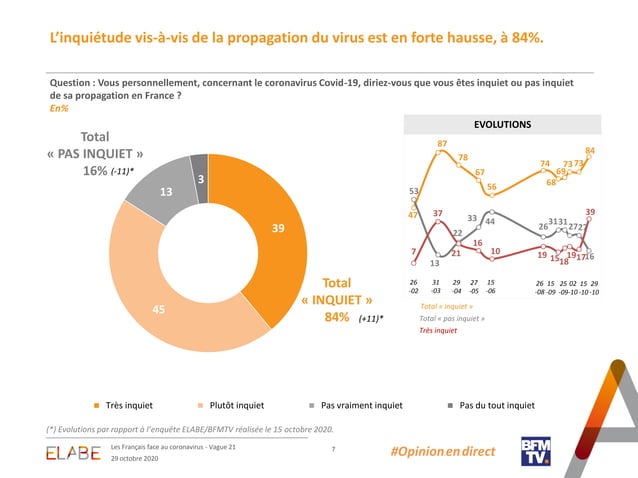 L'inquiétude vis-à-vis de la propagation du virus est en forte hausse, à 84%.
Question : Vous personnellement, concernant le coronavirus Covid-19, diriez-vous que vous êtes inquiet ou pas inquiet
de sa propagation en France ?
En%
Total
« PAS INQUIET »
16% (-11)*
3
13
39
45
Total
« INQUIET »
84% (+11)*
EVOLUTIONS
87
78
67
56
74
68
69
73
73
84
53
47
37
33
44
22
13
7
21
16
10
26
31
31
27
27
39
19
15
18
19
17
16
26 31 29 27 15 26 15 25 02 15 29
-02 -03 -04 -05 -06 -08 -09 -09 -10 -10 -10
Total « inquiet »
Total « pas inquiet »
Très inquiet
Très inquiet Plutôt inquiet Pas vraiment inquiet Pas du tout inquiet
(*) Evolutions par rapport à l'enquête ELABE/BFMTV réalisée le 15 octobre 2020.
ELABE
Les Français face au coronavirus - Vague 21
29 octobre 2020
7
#Opinionendirect
BFM
TV.